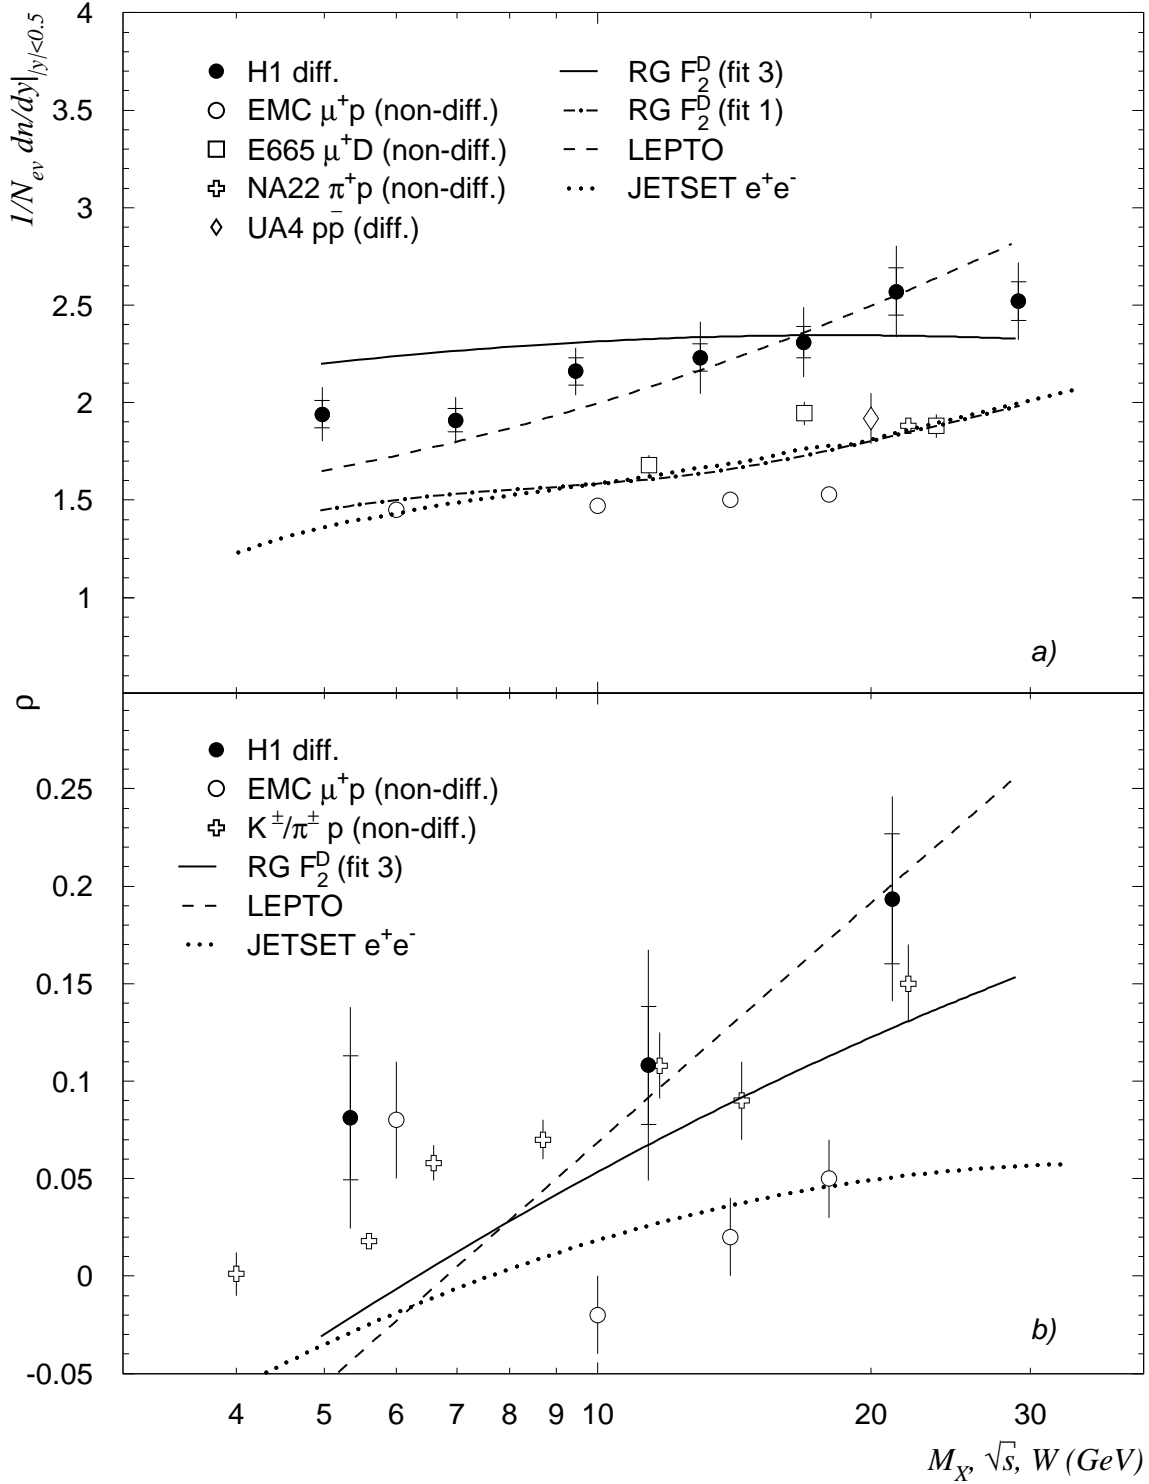 1/N_ev dn/dy|_|y|<0.5
4
3.5
3
2.5
2
1.5
1
H1 diff.
EMC μ⁺p (non-diff.)
E665 μ⁺D (non-diff.)
NA22 π⁺p (non-diff.)
UA4 pp̅ (diff.)
RG F₂ᴰ (fit 3)
RG F₂ᴰ (fit 1)
LEPTO
JETSET e⁺e⁻
a)
ρ
0.25
0.2
0.15
0.1
0.05
0
-0.05
H1 diff.
EMC μ⁺p (non-diff.)
K±/π± p (non-diff.)
RG F₂ᴰ (fit 3)
LEPTO
JETSET e⁺e⁻
b)
4 5 6 7 8 9 10 20 30
M_X, √s, W (GeV)